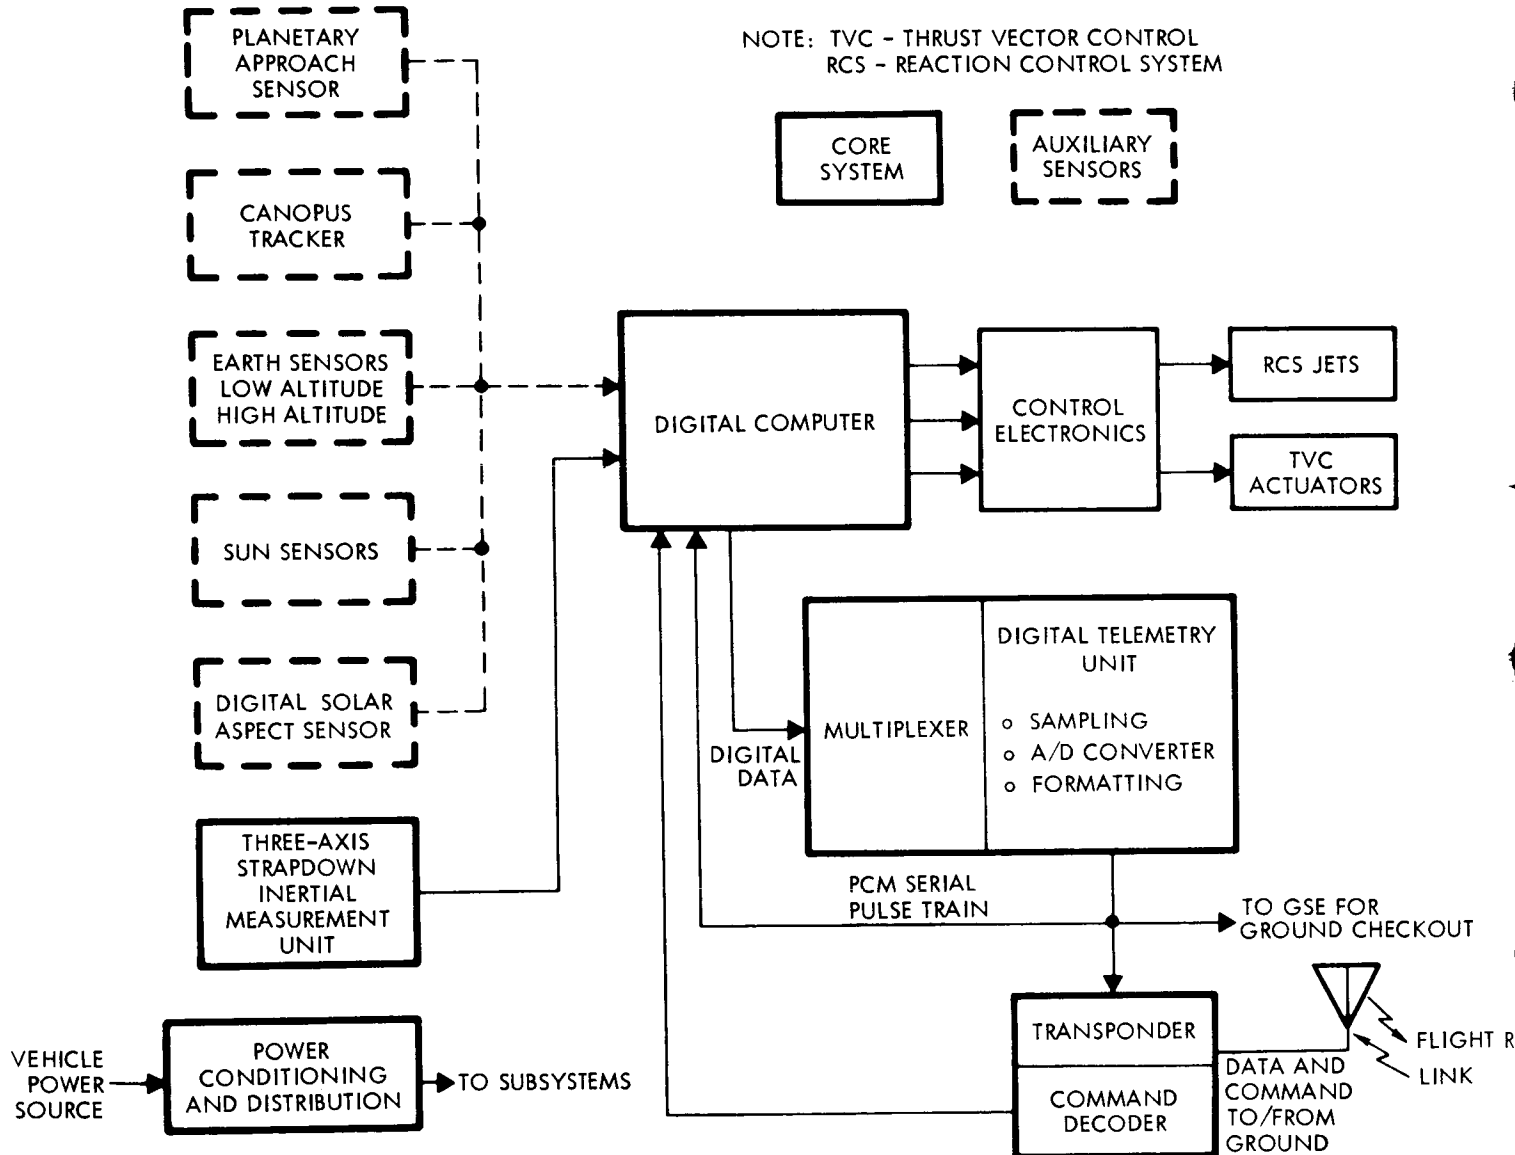 NOTE: TVC - THRUST VECTOR CONTROL
RCS - REACTION CONTROL SYSTEM
CORE
SYSTEM
AUXILIARY
SENSORS
PLANETARY
APPROACH
SENSOR
CANOPUS
TRACKER
EARTH SENSORS
LOW ALTITUDE
HIGH ALTITUDE
SUN SENSORS
DIGITAL SOLAR
ASPECT SENSOR
THREE-AXIS
STRAPDOWN
INERTIAL
MEASUREMENT
UNIT
VEHICLE
POWER
SOURCE
POWER
CONDITIONING
AND DISTRIBUTION
TO SUBSYSTEMS
DIGITAL COMPUTER
CONTROL
ELECTRONICS
RCS JETS
TVC
ACTUATORS
DIGITAL
DATA
MULTIPLEXER
DIGITAL TELEMETRY
UNIT
o SAMPLING
o A/D CONVERTER
o FORMATTING
PCM SERIAL
PULSE TRAIN
TO GSE FOR
GROUND CHECKOUT
TRANSPONDER
COMMAND
DECODER
DATA AND
COMMAND
TO/FROM
GROUND
FLIGHT R
LINK